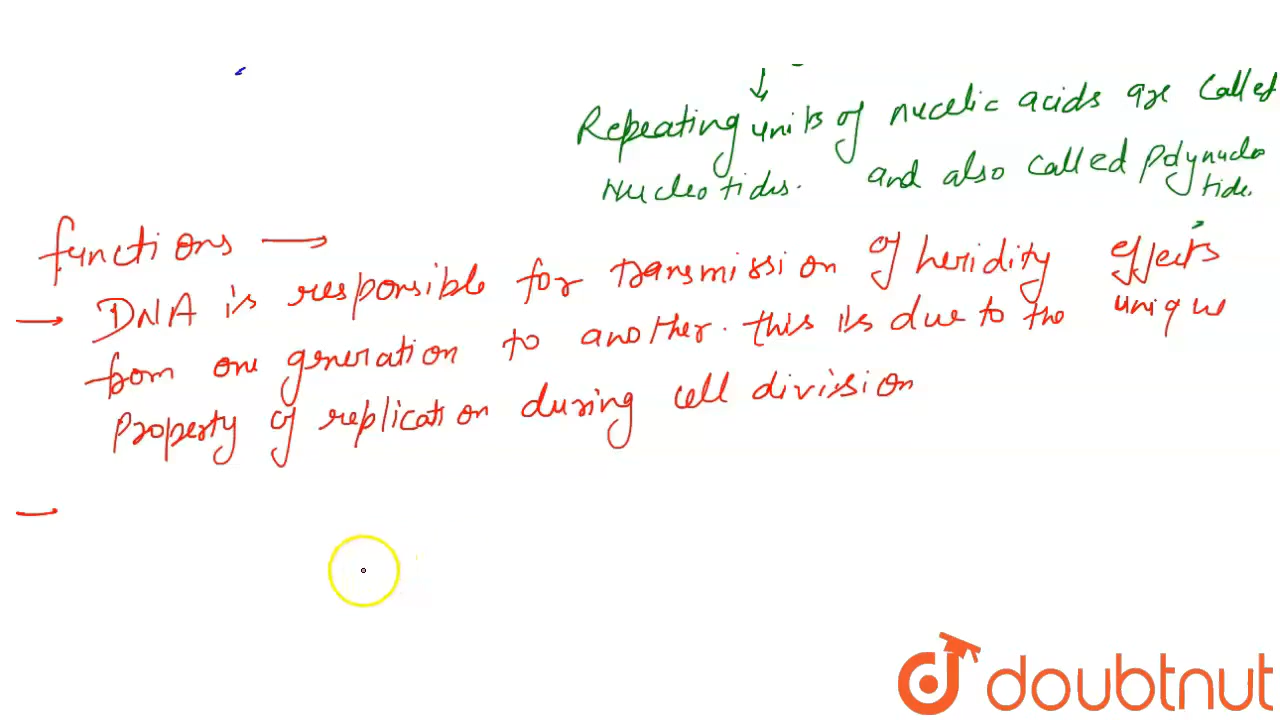 Repeating units of nucelic acids are called
Nucleotides. and also called polynucleo
tide.
functions →
→ DNA is responsible for transmission of heridity effects
from one generation to another. this is due to the unique
property of replication during cell division
doubtnut